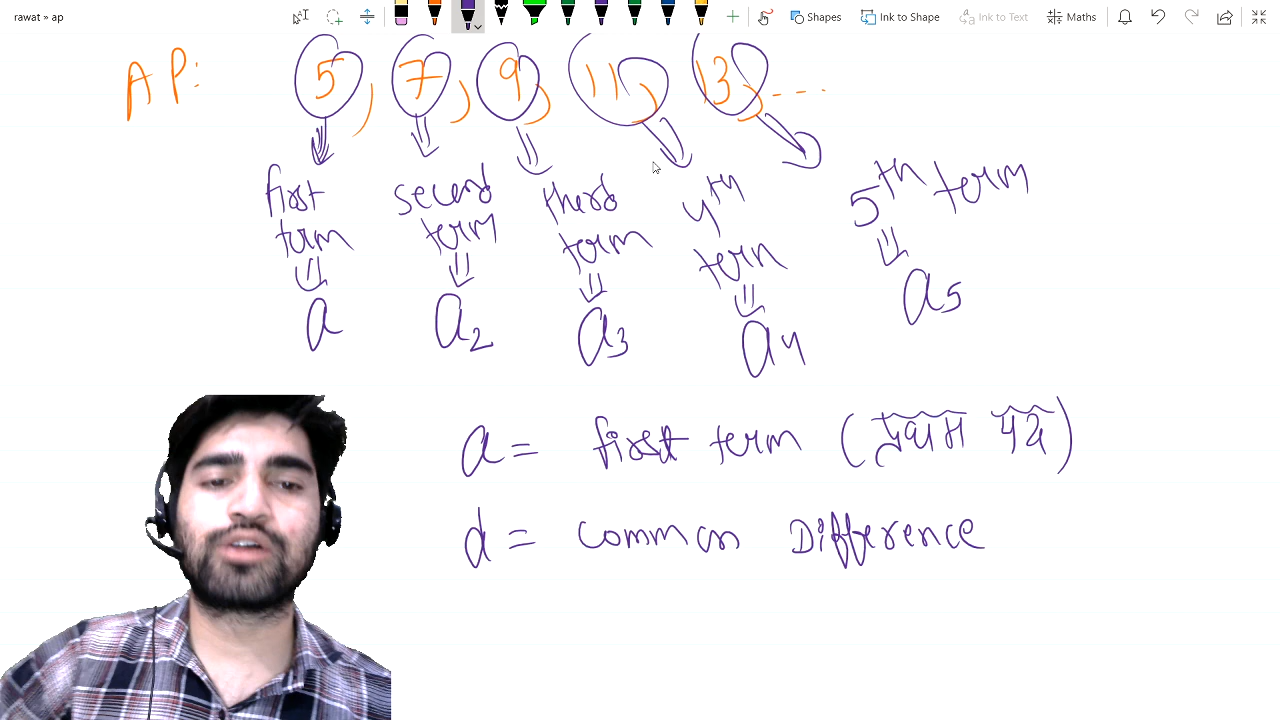 rawat » ap
Shapes
Ink to Shape
Ink to Text
Maths
AP: 5, 7, 9, 11, 13, ....
first term
a
second term
a2
third term
a3
4th term
a4
5th term
a5
a = first term (प्रथम पद)
d = Common Difference